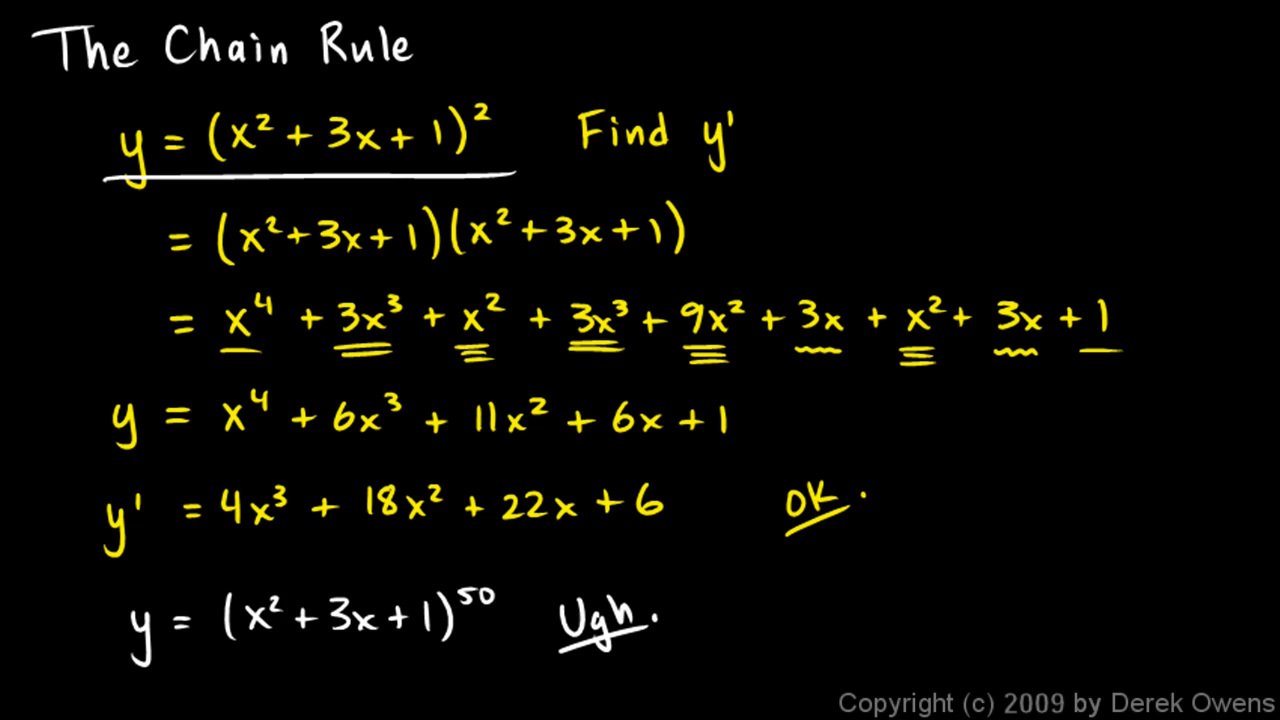 The Chain Rule
y = (x² + 3x + 1)² Find y'
= (x² + 3x + 1)(x² + 3x + 1)
= x⁴ + 3x³ + x² + 3x³ + 9x² + 3x + x² + 3x + 1
y = x⁴ + 6x³ + 11x² + 6x + 1
y' = 4x³ + 18x² + 22x + 6 OK.
y = (x² + 3x + 1)⁵⁰ Ugh.
Copyright (c) 2009 by Derek Owens